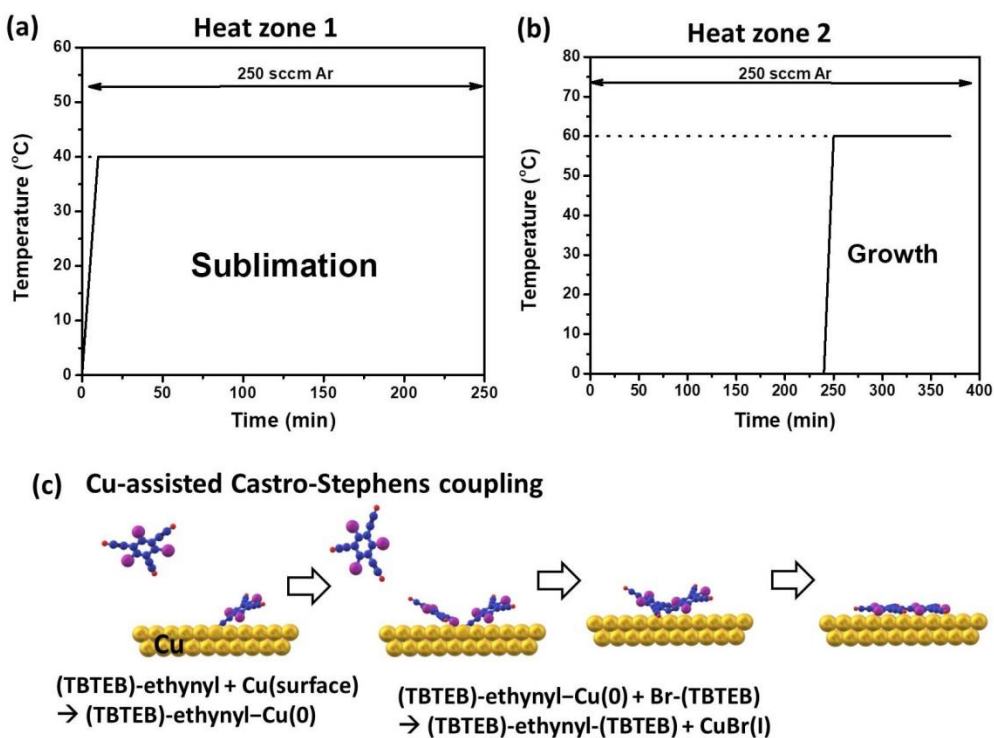 (a)
Heat zone 1
60
50
40
30
20
10
0
Temperature (°C)
250 sccm Ar
Sublimation
0 50 100 150 200 250
Time (min)
(b)
Heat zone 2
80
70
60
50
40
30
20
10
0
Temperature (°C)
250 sccm Ar
Growth
0 50 100 150 200 250 300 350 400
Time (min)
(c) Cu-assisted Castro-Stephens coupling
Cu
(TBTEB)-ethynyl + Cu(surface)
→ (TBTEB)-ethynyl–Cu(0)
(TBTEB)-ethynyl–Cu(0) + Br-(TBTEB)
→ (TBTEB)-ethynyl-(TBTEB) + CuBr(I)